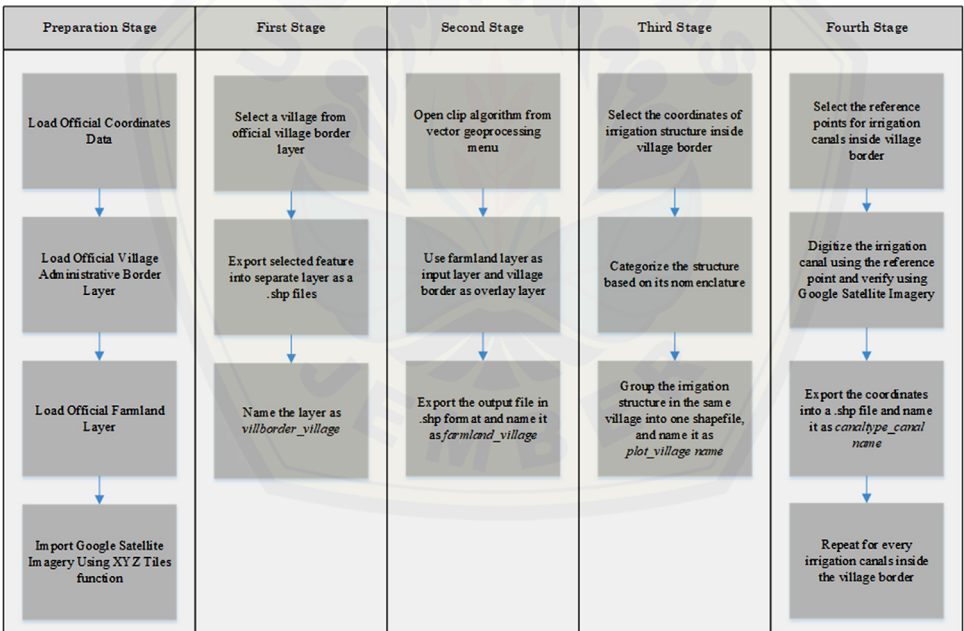 Preparation Stage
First Stage
Second Stage
Third Stage
Fourth Stage
Load Official Coordinates
Data
Load Official Village
Administrative Border
Layer
Load Official Farmland
Layer
Import Google Satellite
Imagery Using XYZ Tiles
function
Select a village from
official village border
layer
Export selected feature
into separate layer as a
.shp files
Name the layer as
villborder_village
Open clip algorithm from
vector geoprocessing
menu
Use farmland layer as
input layer and village
border as overlay layer
Export the output file in
.shp format and name it
as farmland_village
Select the coordinates of
irrigation structure inside
village border
Categorize the structure
based on its nomenclature
Group the irrigation
structure in the same
village into one shapefile,
and name it as
plot_village name
Select the reference
points for irrigation
canals inside village
border
Digitize the irrigation
canal using the reference
point and verify using
Google Satellite Imagery
Export the coordinates
into a .shp file and name
it as canaltype_canal
name
Repeat for every
irrigation canals inside
the village border
JEMBER